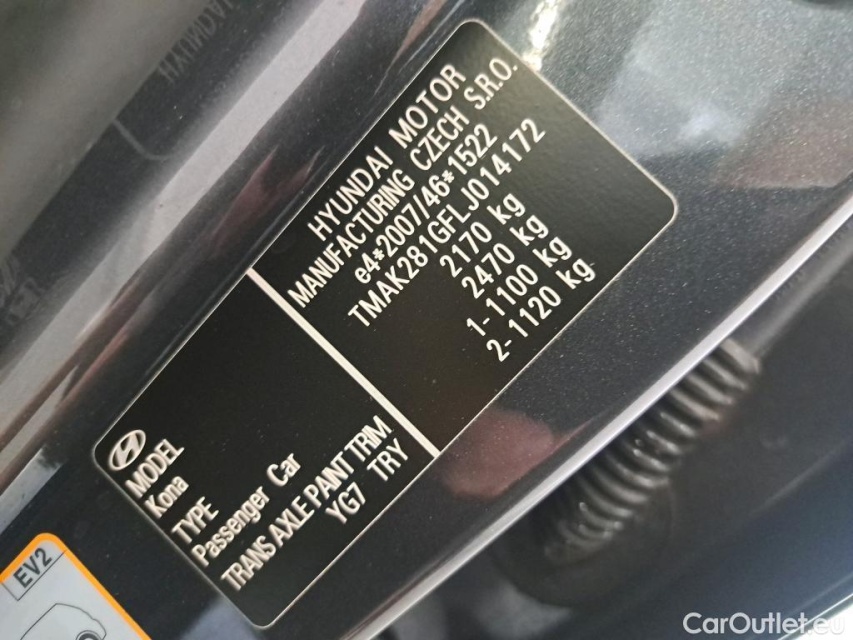 HYUNDAI MOTOR
MANUFACTURING CZECH S.R.O.
e4*2007/46*1522
TMAK281GFLJ014172
2170 kg
2470 kg
1-1100 kg
2-1120 kg
MODEL
Kona
TYPE
Passenger Car
TRANS AXLE PAINT TRIM
YG7 TRY
EV2
CarOutlet.eu